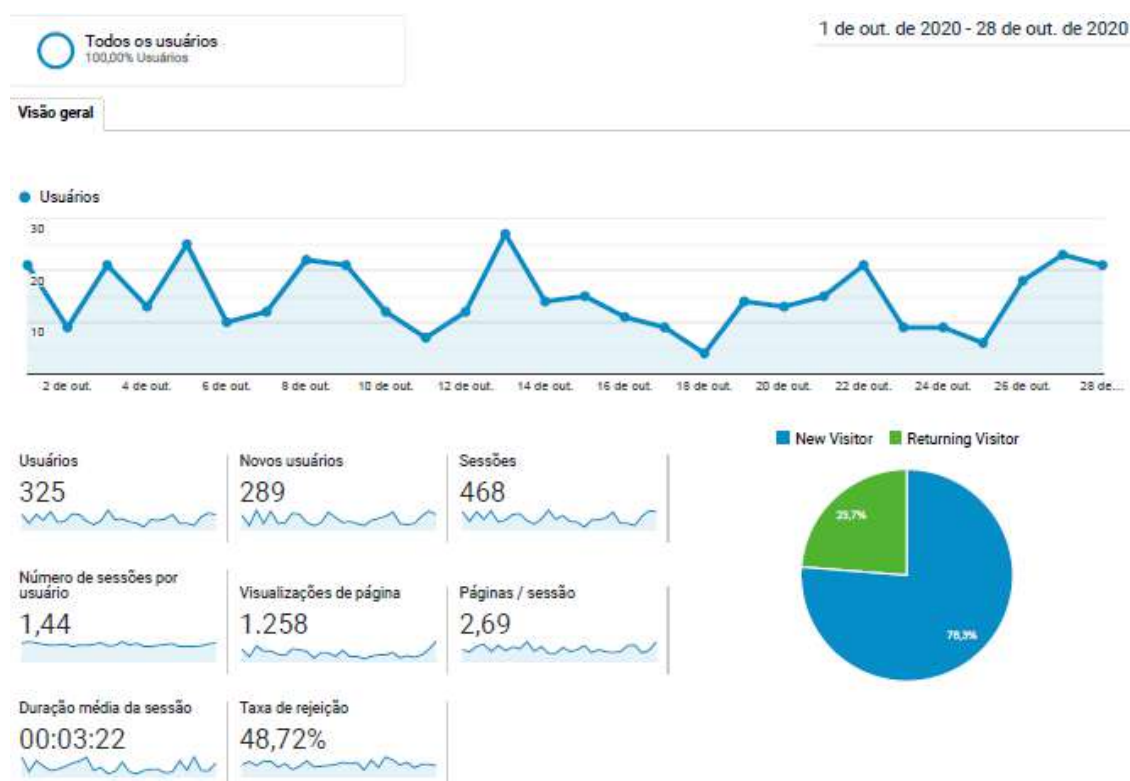 Todos os usuários
100,00% Usuários
1 de out. de 2020 - 28 de out. de 2020
Visão geral
Usuários
30
20
10
2 de out. 4 de out. 6 de out. 8 de out. 10 de out. 12 de out. 14 de out. 16 de out. 18 de out. 20 de out. 22 de out. 24 de out. 26 de out. 28 de...
New Visitor Returning Visitor
Usuários
325
Novos usuários
289
Sessões
468
Número de sessões por
usuário
1,44
Visualizações de página
1.258
Páginas / sessão
2,69
Duração média da sessão
00:03:22
Taxa de rejeição
48,72%
23,7%
76,3%